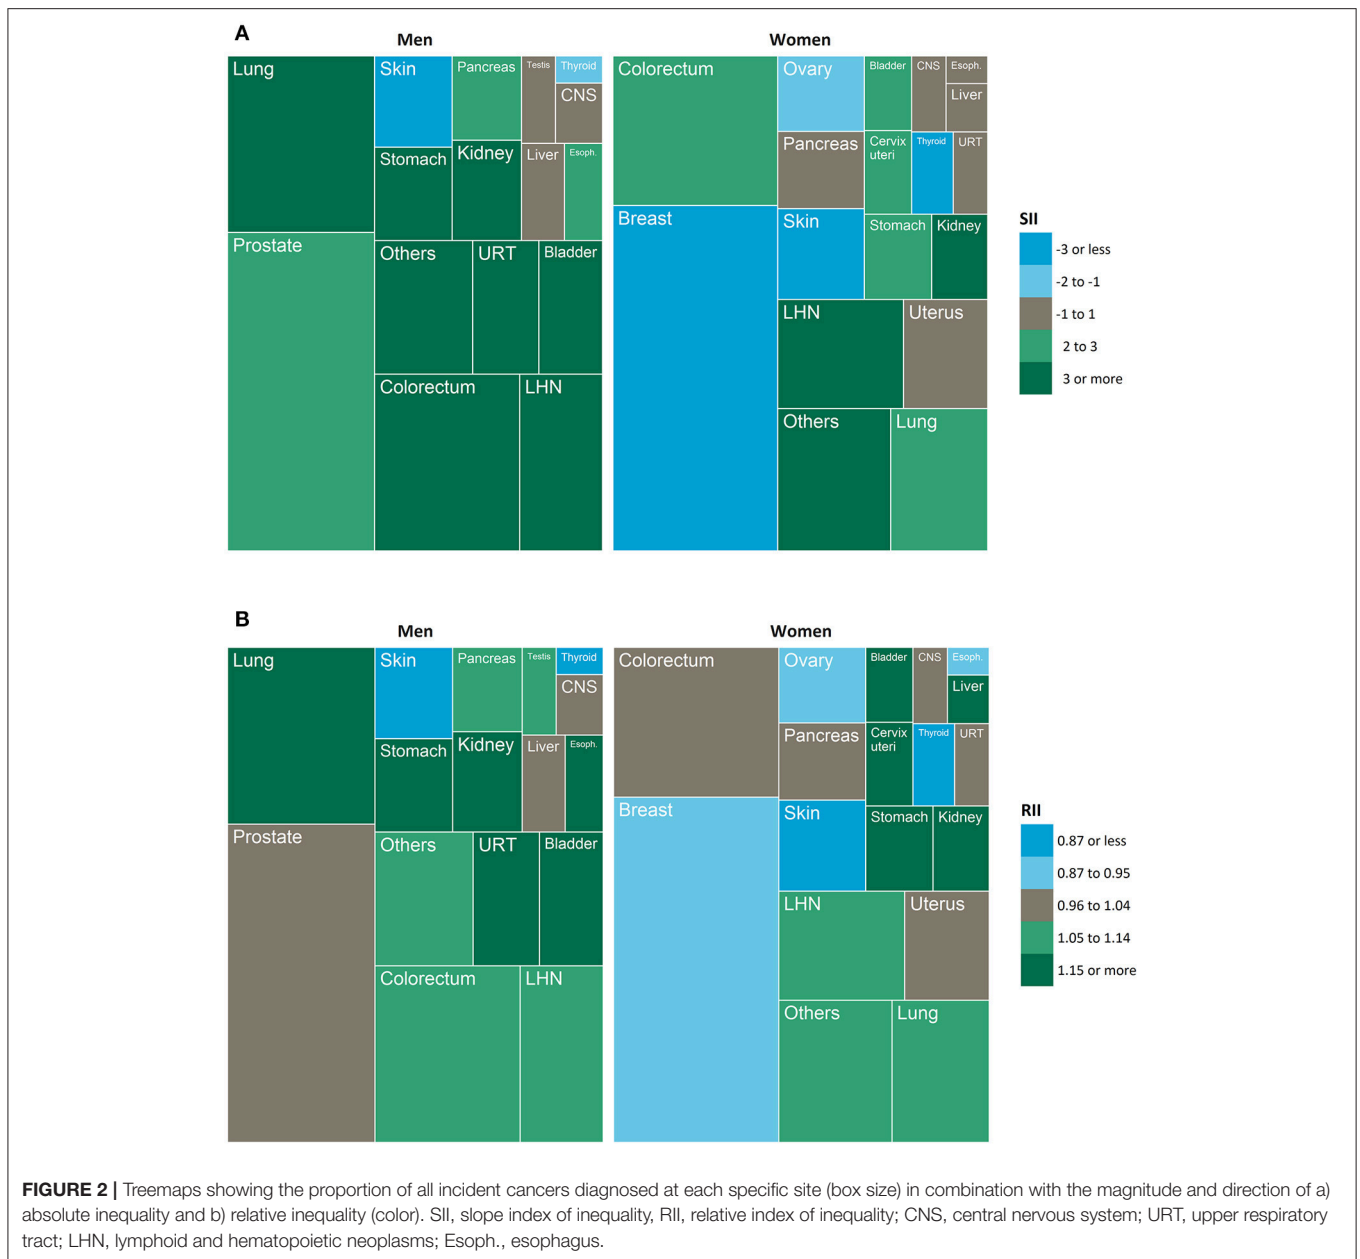 A
Men
Women
Lung
Skin
Pancreas
Testis
Thyroid
CNS
Stomach
Kidney
Liver
Esoph.
Prostate
Others
URT
Bladder
Colorectum
LHN
Colorectum
Ovary
Bladder
CNS
Esoph.
Liver
Pancreas
Cervix
uteri
Thyroid
URT
Breast
Skin
Stomach
Kidney
LHN
Uterus
Others
Lung
SII
-3 or less
-2 to -1
-1 to 1
2 to 3
3 or more
B
Men
Women
Lung
Skin
Pancreas
Testis
Thyroid
CNS
Stomach
Kidney
Liver
Esoph.
Prostate
Others
URT
Bladder
Colorectum
LHN
Colorectum
Ovary
Bladder
CNS
Esoph.
Liver
Pancreas
Cervix
uteri
Thyroid
URT
Breast
Skin
Stomach
Kidney
LHN
Uterus
Others
Lung
RII
0.87 or less
0.87 to 0.95
0.96 to 1.04
1.05 to 1.14
1.15 or more
FIGURE 2 | Treemaps showing the proportion of all incident cancers diagnosed at each specific site (box size) in combination with the magnitude and direction of a)
absolute inequality and b) relative inequality (color). SII, slope index of inequality, RII, relative index of inequality; CNS, central nervous system; URT, upper respiratory
tract; LHN, lymphoid and hematopoietic neoplasms; Esoph., esophagus.